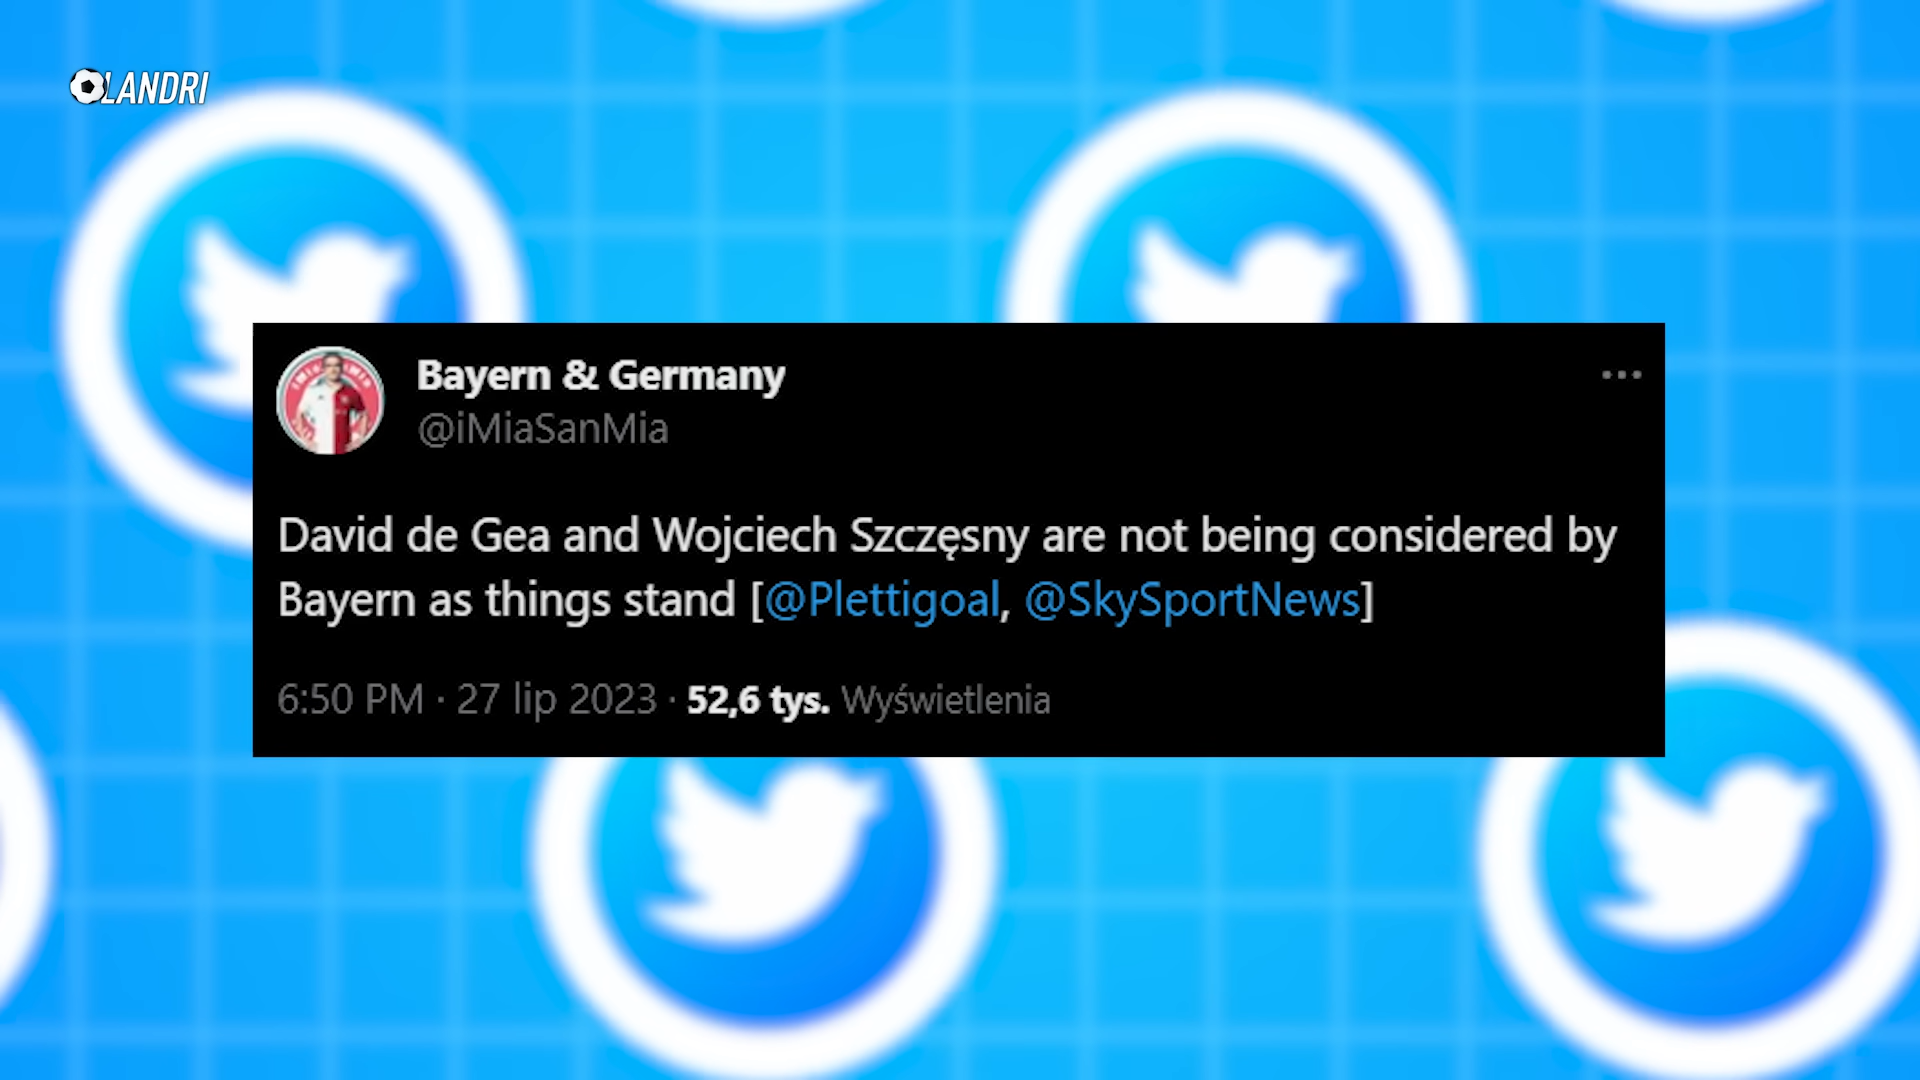 LANDRI
Bayern & Germany
@iMiaSanMia
David de Gea and Wojciech Szczęsny are not being considered by
Bayern as things stand [@Plettigoal, @SkySportNews]
6:50 PM · 27 lip 2023 · 52,6 tys. Wyświetlenia